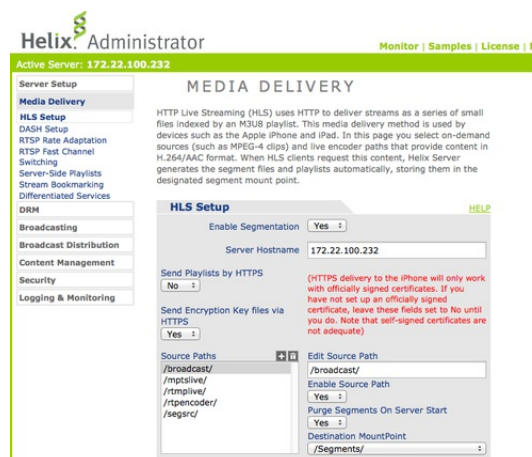 Helix Administrator
Monitor | Samples | License |
Active Server: 172.22.100.232
Server Setup
Media Delivery
HLS Setup
DASH Setup
RTSP Rate Adaptation
RTSP Fast Channel
Switching
Server-Side Playlists
Stream Bookmarking
Differentiated Services
DRM
Broadcasting
Broadcast Distribution
Content Management
Security
Logging & Monitoring
MEDIA DELIVERY
HTTP Live Streaming (HLS) uses HTTP to deliver streams as a series of small
files indexed by an M3U8 playlist. This media delivery method is used by
devices such as the Apple iPhone and iPad. In this page you select on-demand
sources (such as MPEG-4 clips) and live encoder paths that provide content in
H.264/AAC format. When HLS clients request this content, Helix Server
generates the segment files and playlists automatically, storing them in the
designated segment mount point.
HLS Setup
HELP
Enable Segmentation Yes
Server Hostname 172.22.100.232
Send Playlists by HTTPS
No
Send Encryption Key files via
HTTPS
Yes
(HTTPS delivery to the iPhone will only work
with officially signed certificates. If you
have not set up an officially signed
certificate, leave these fields set to No until
you do. Note that self-signed certificates are
not adequate)
Source Paths
/broadcast/
/mptslive/
/rtmplive/
/rtpencoder/
/segsrc/
Edit Source Path
/broadcast/
Enable Source Path
Yes
Purge Segments On Server Start
Yes
Destination MountPoint
/Segments/